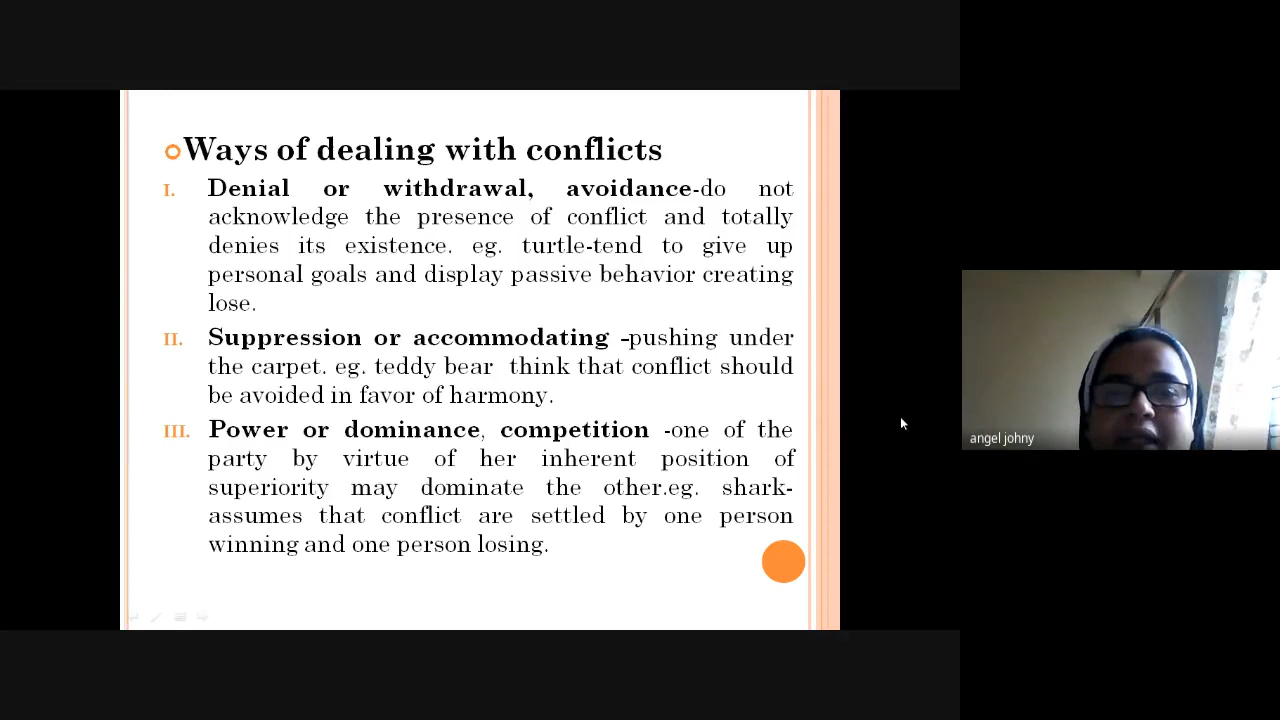 Ways of dealing with conflicts
I. Denial or withdrawal, avoidance-do not
acknowledge the presence of conflict and totally
denies its existence. eg. turtle-tend to give up
personal goals and display passive behavior creating
lose.
II. Suppression or accommodating -pushing under
the carpet. eg. teddy bear think that conflict should
be avoided in favor of harmony.
III. Power or dominance, competition -one of the
party by virtue of her inherent position of
superiority may dominate the other.eg. shark-
assumes that conflict are settled by one person
winning and one person losing.
angel johny